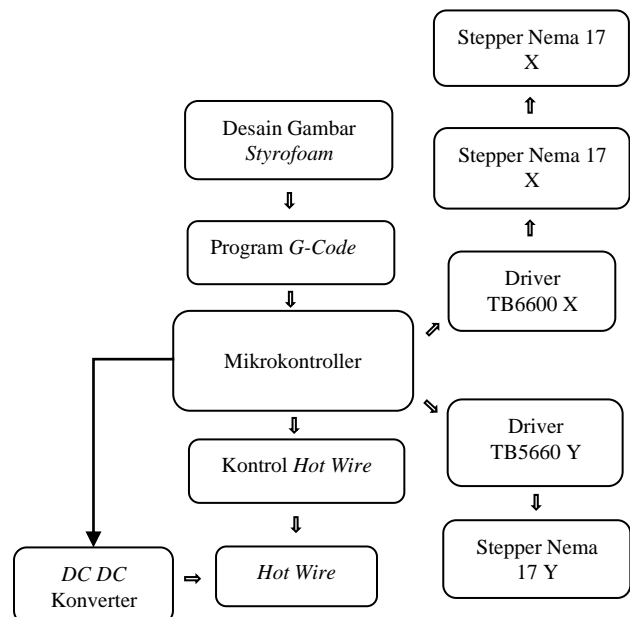 Stepper Nema 17
X
Desain Gambar
Styrofoam
Stepper Nema 17
X
Program G-Code
Driver
TB6600 X
Mikrokontroller
Driver
TB5660 Y
Kontrol Hot Wire
Stepper Nema
17 Y
DC DC
Konverter
Hot Wire